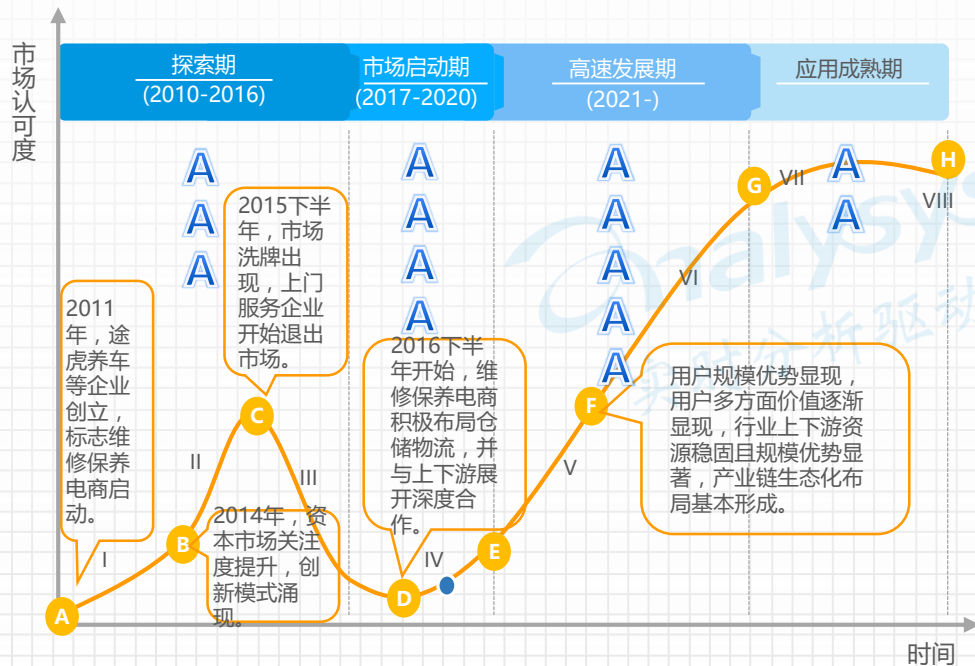 市场认可度
探索期
(2010-2016)
市场启动期
(2017-2020)
高速发展期
(2021-)
应用成熟期
A
A
A
A
A
A
A
A
A
A
A
A
A
A
2015下半
年，市场
洗牌出
现，上门
服务企业
开始退出
市场。
2011
年，途
虎养车
等企业
创立，
标志维
修保养
电商启
动。
2016下半
年开始，维
修保养电商
积极布局仓
储物流，并
与上下游展
开深度合
作。
用户规模优势显现，
用户多方面价值逐渐
显现，行业上下游资
源稳固且规模优势显
著，产业链生态化布
局基本形成。
2014年，资
本市场关注
度提升，创
新模式涌
现。
A
I
B
II
C
III
D
IV
E
V
F
VI
G
VII
H
VIII
nalysys
实时分析驱动
时间